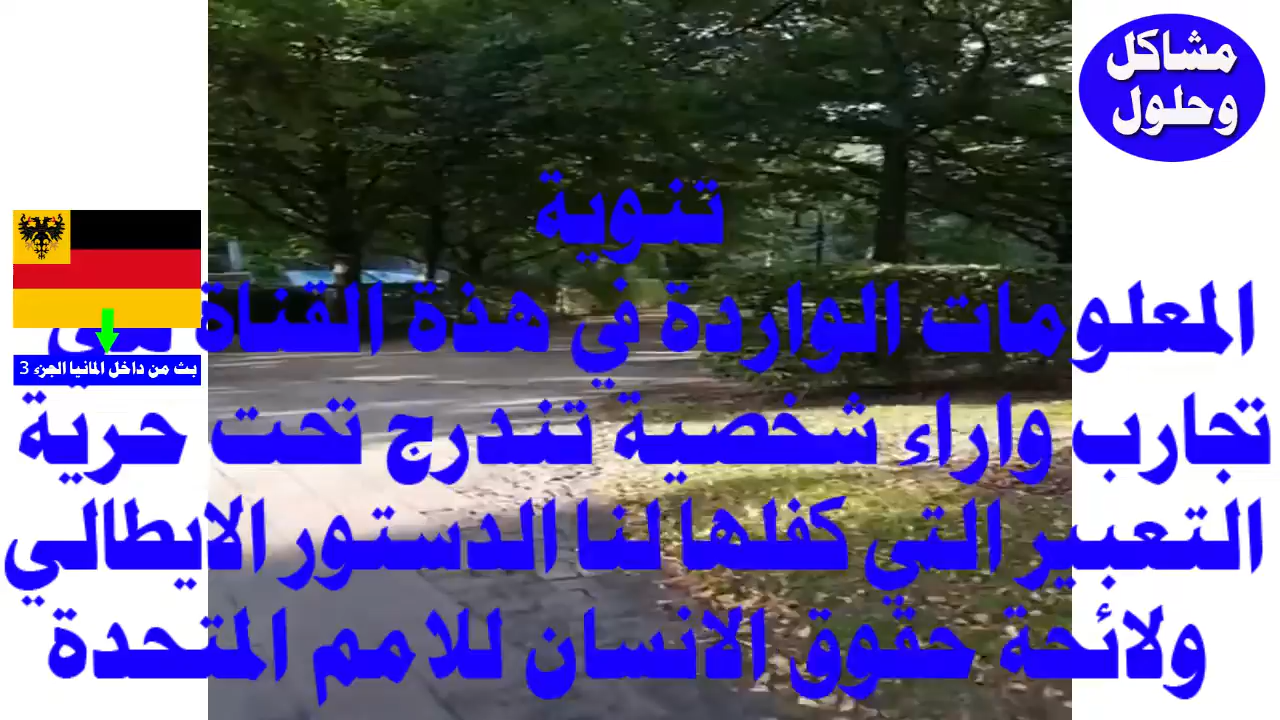 مشاكل
وحلول
تنوية
المعلومات الواردة في هذة القناة هي
بث من داخل المانيا الجزء 3
تجارب واراء شخصية تندرج تحت حرية
التعبير التي كفلها لنا الدستور الايطالي
ولائحة حقوق الانسان للامم المتحدة